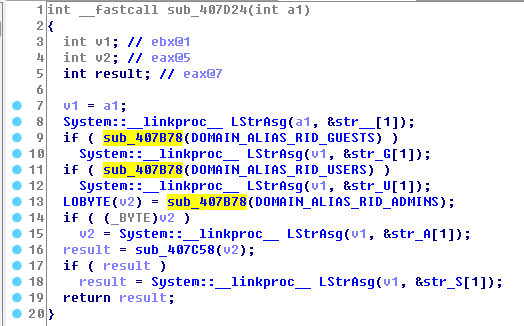 1 int __fastcall sub_407D24(int a1)
2 {
3 int v1; // ebx@1
4 int v2; // eax@5
5 int result; // eax@7
6
7 v1 = a1;
8 System::__linkproc__ LStrAsg(a1, &str__[1]);
9 if ( sub_407B78(DOMAIN_ALIAS_RID_GUESTS) )
10 System::__linkproc__ LStrAsg(v1, &str_G[1]);
11 if ( sub_407B78(DOMAIN_ALIAS_RID_USERS) )
12 System::__linkproc__ LStrAsg(v1, &str_U[1]);
13 LOBYTE(v2) = sub_407B78(DOMAIN_ALIAS_RID_ADMINS);
14 if ( (_BYTE)v2 )
15 v2 = System::__linkproc__ LStrAsg(v1, &str_A[1]);
16 result = sub_407C58(v2);
17 if ( result )
18 result = System::__linkproc__ LStrAsg(v1, &str_S[1]);
19 return result;
20 }